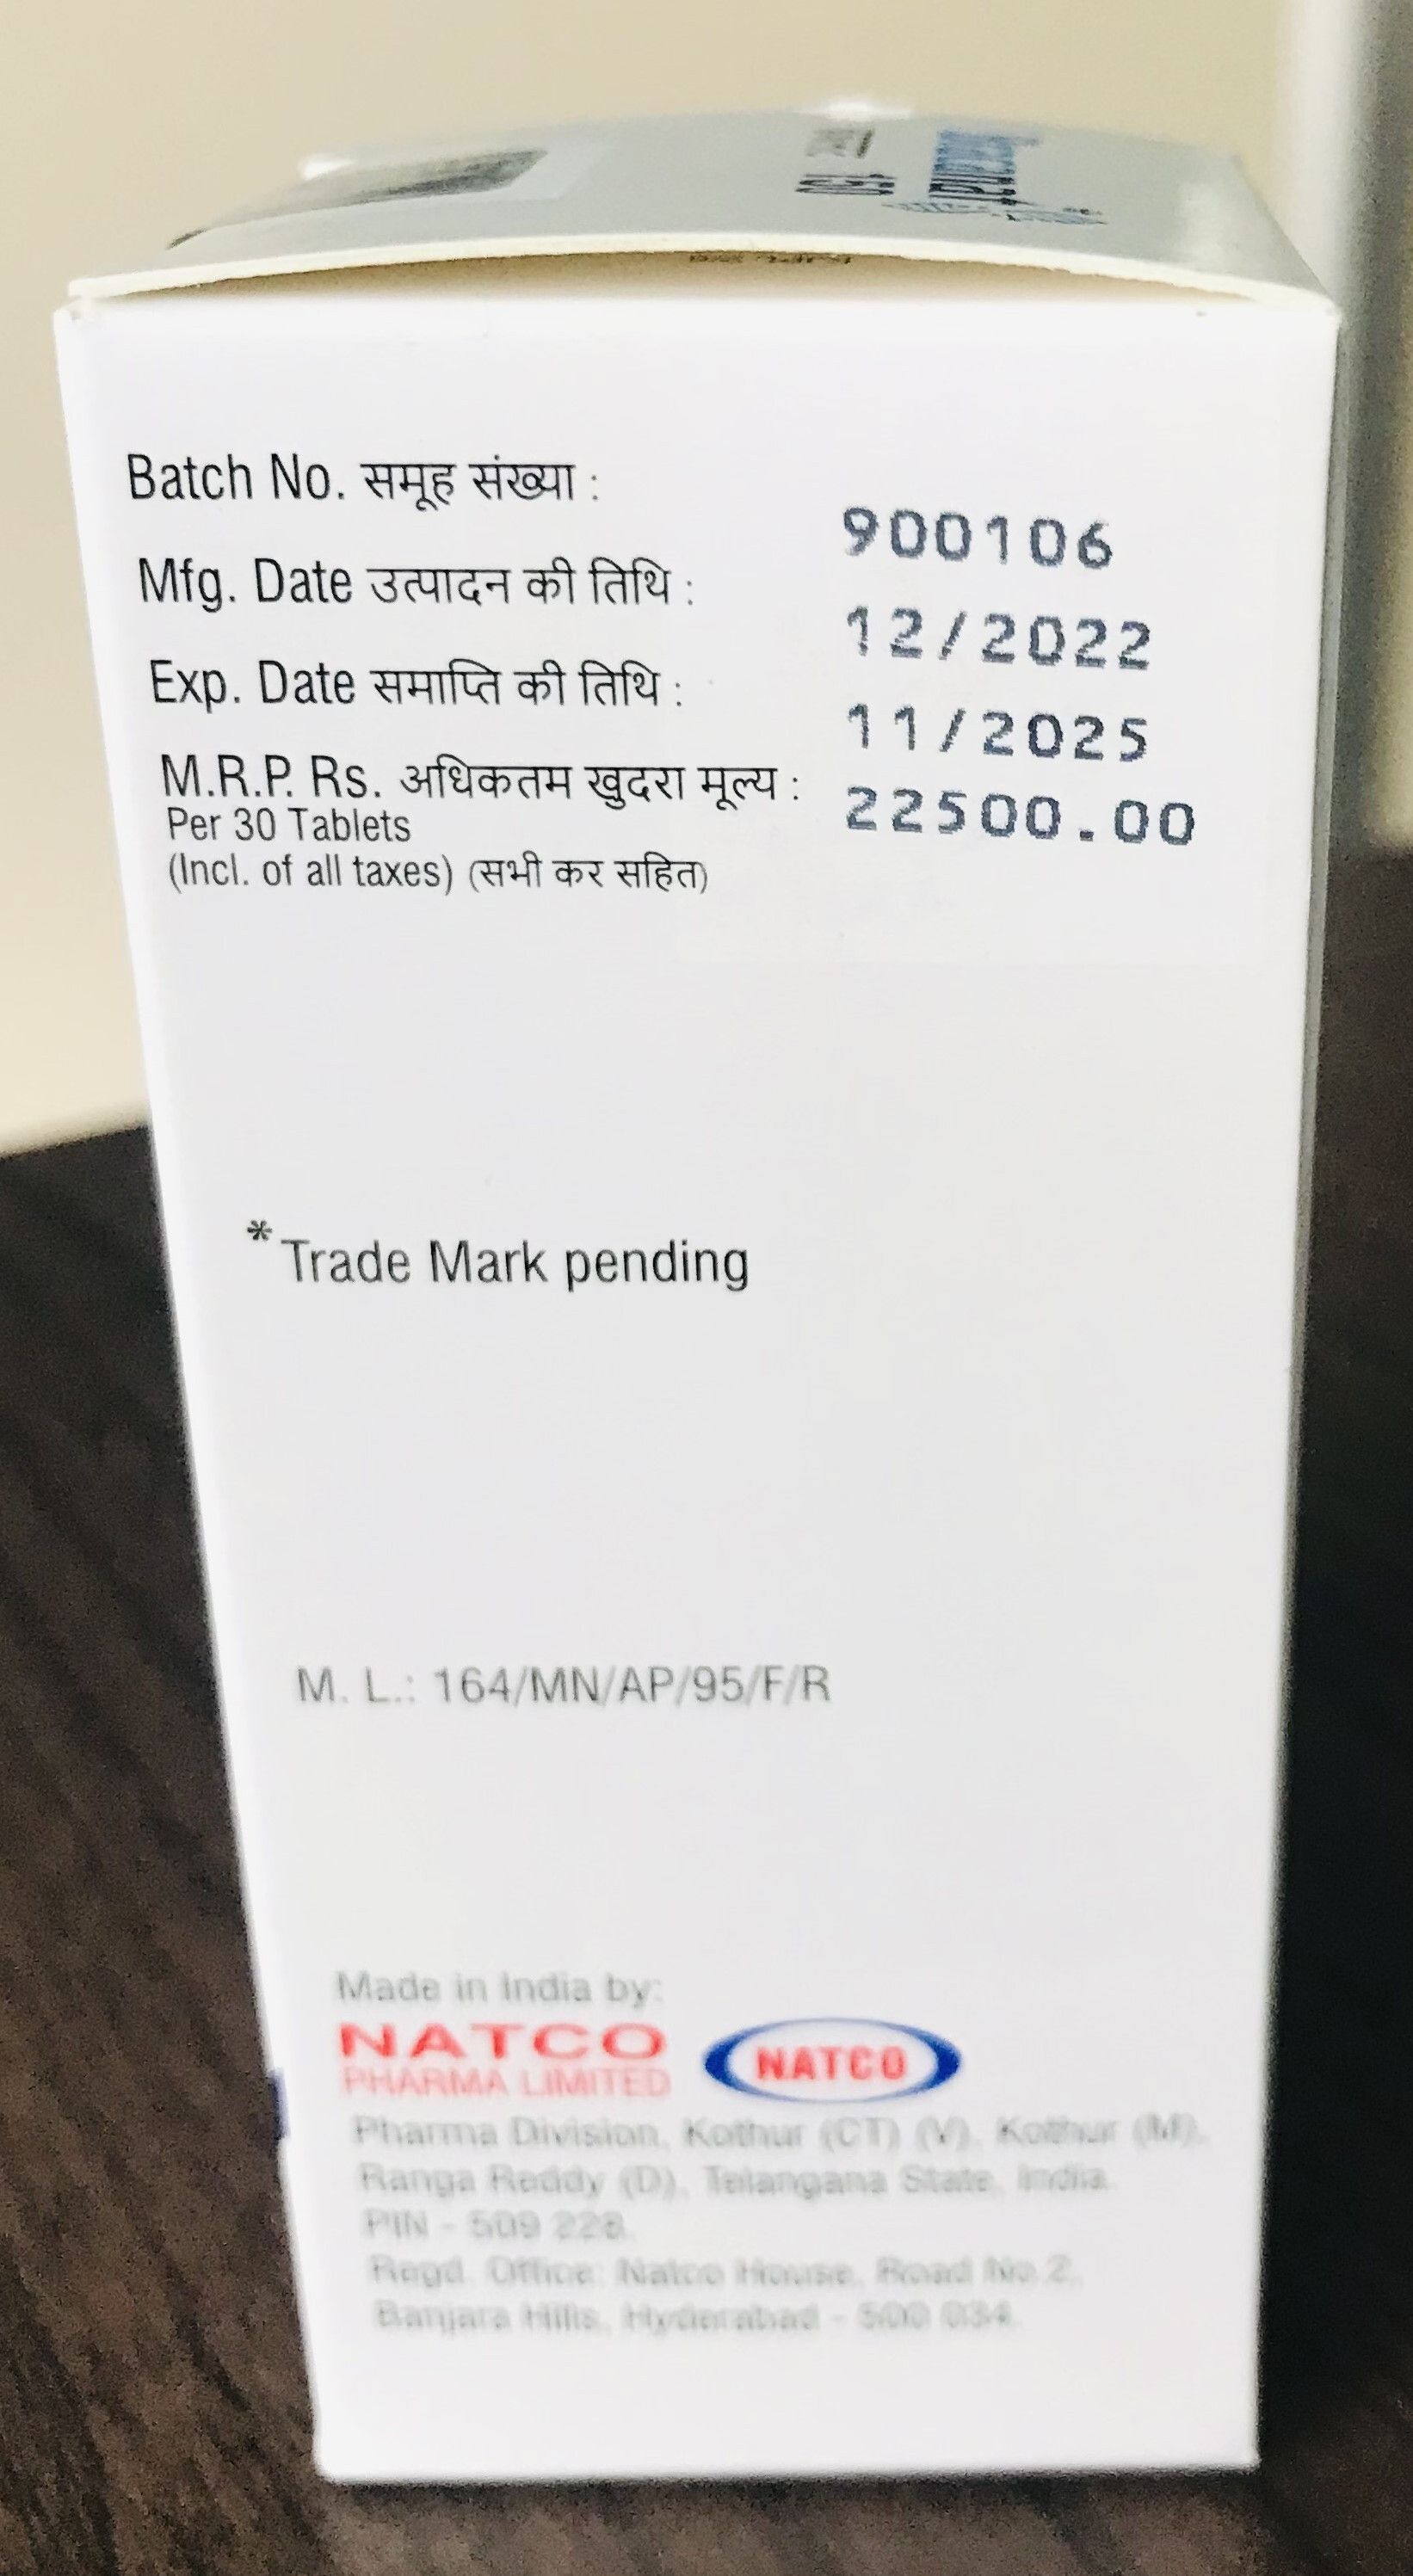 Batch No. समूह संख्या : 900106
Mfg. Date उत्पादन की तिथि : 12/2022
Exp. Date समाप्ति की तिथि : 11/2025
M.R.P. Rs. अधिकतम खुदरा मूल्य : 22500.00
Per 30 Tablets
(Incl. of all taxes) (सभी कर सहित)
*Trade Mark pending
M. L.: 164/MN/AP/95/F/R
Made in India by:
NATCO
PHARMA LIMITED
NATCO
Pharma Division, Kothur (CT) (V), Kothur (M),
Ranga Reddy (D), Telangana State, India.
PIN - 509 228.
Regd. Office: Natco House, Road No.2,
Banjara Hills, Hyderabad - 500 034.